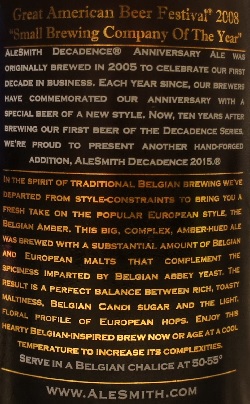 Great American Beer Festival® 2008
"Small Brewing Company Of The Year"
AleSmith Decadence® Anniversary Ale was
originally brewed in 2005 to celebrate our first
decade in business. Each year since, our brewers
have commemorated our anniversary with a
special beer of a new style. Now, ten years after
brewing our first beer of the Decadence Series,
we're proud to present another hand-forged
addition, AleSmith Decadence 2015.®
In the spirit of traditional Belgian brewing we've
departed from style-constraints to bring you a
fresh take on the popular European style, the
Belgian Amber. This big, complex, amber-hued ale
was brewed with a substantial amount of Belgian
and European malts that complement the
spiciness imparted by Belgian abbey yeast. The
result is a perfect balance between rich, toasty
maltiness, Belgian Candi sugar and the light,
floral profile of European hops. Enjoy this
hearty Belgian-inspired brew now or age at a cool
temperature to increase its complexities.
Serve in a Belgian chalice at 50-55°
www.AleSmith.com